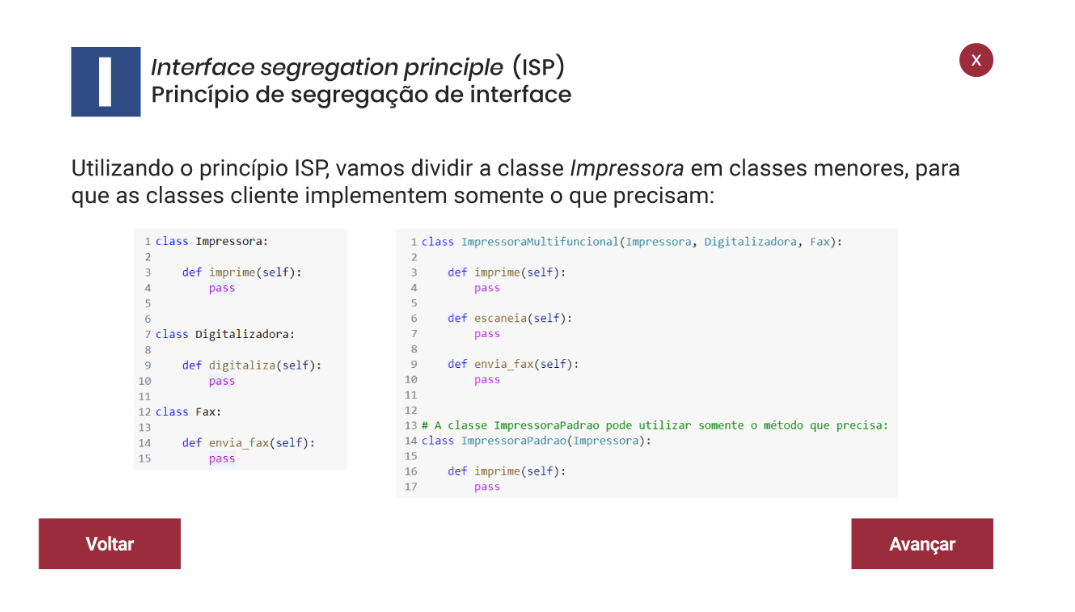 I
Interface segregation principle (ISP)
Princípio de segregação de interface
X
Utilizando o princípio ISP, vamos dividir a classe Impressora em classes menores, para
que as classes cliente implementem somente o que precisam:
1 class Impressora:
2
3     def imprime(self):
4         pass
5
6
7 class Digitalizadora:
8
9     def digitaliza(self):
10         pass
11
12 class Fax:
13
14     def envia_fax(self):
15         pass
1 class ImpressoraMultifuncional(Impressora, Digitalizadora, Fax):
2
3     def imprime(self):
4         pass
5
6     def escaneia(self):
7         pass
8
9     def envia_fax(self):
10         pass
11
12
13 # A classe ImpressoraPadrao pode utilizar somente o método que precisa:
14 class ImpressoraPadrao(Impressora):
15
16     def imprime(self):
17         pass
Voltar
Avançar